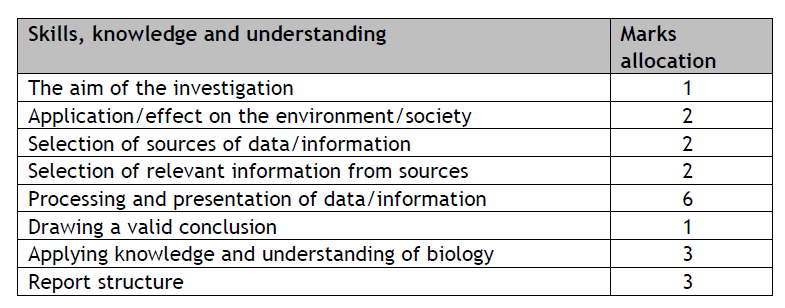 Skills, knowledge and understanding Marks
allocation
The aim of the investigation 1
Application/effect on the environment/society 2
Selection of sources of data/information 2
Selection of relevant information from sources 2
Processing and presentation of data/information 6
Drawing a valid conclusion 1
Applying knowledge and understanding of biology 3
Report structure 3